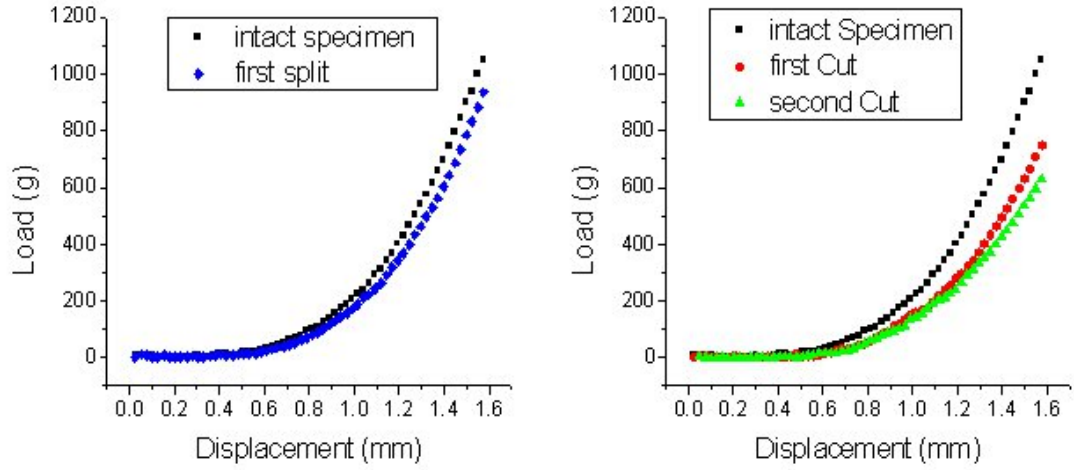 1200
1000
800
600
400
200
0
Load (g)
intact specimen
first split
0.0 0.2 0.4 0.6 0.8 1.0 1.2 1.4 1.6
Displacement (mm)
1200
1000
800
600
400
200
0
Load (g)
intact Specimen
first Cut
second Cut
0.0 0.2 0.4 0.6 0.8 1.0 1.2 1.4 1.6
Displacement (mm)